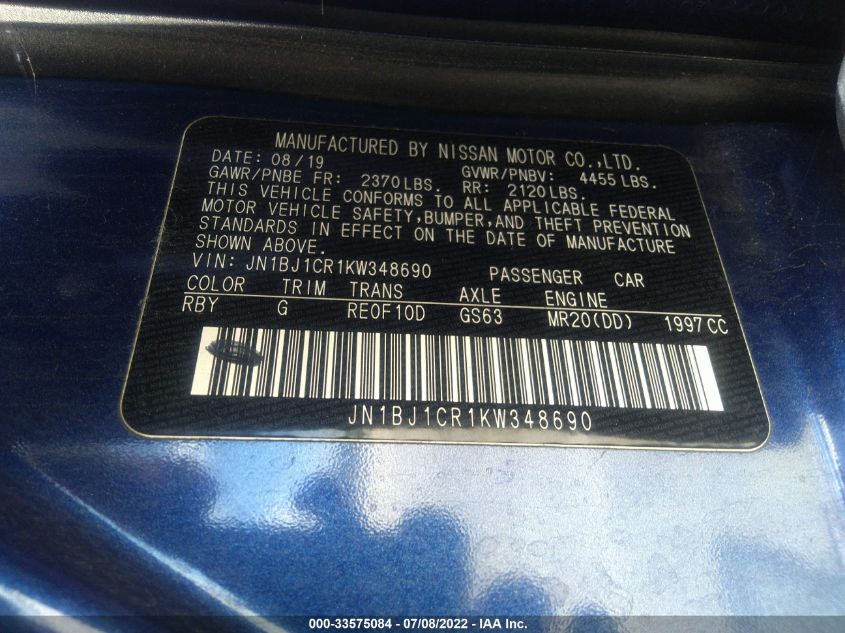 MANUFACTURED BY NISSAN MOTOR CO.,LTD.
DATE: 08/19 GVWR/PNBV: 4455 LBS.
GAWR/PNBE FR: 2370LBS. RR: 2120LBS.
THIS VEHICLE CONFORMS TO ALL APPLICABLE FEDERAL
MOTOR VEHICLE SAFETY,BUMPER,AND THEFT PREVENTION
STANDARDS IN EFFECT ON THE DATE OF MANUFACTURE
SHOWN ABOVE.
VIN: JN1BJ1CR1KW348690 PASSENGER CAR
COLOR TRIM TRANS AXLE ENGINE
RBY G RE0F10D GS63 MR20(DD) 1997CC
JN1BJ1CR1KW348690
000-33575084 - 07/08/2022 - IAA Inc.